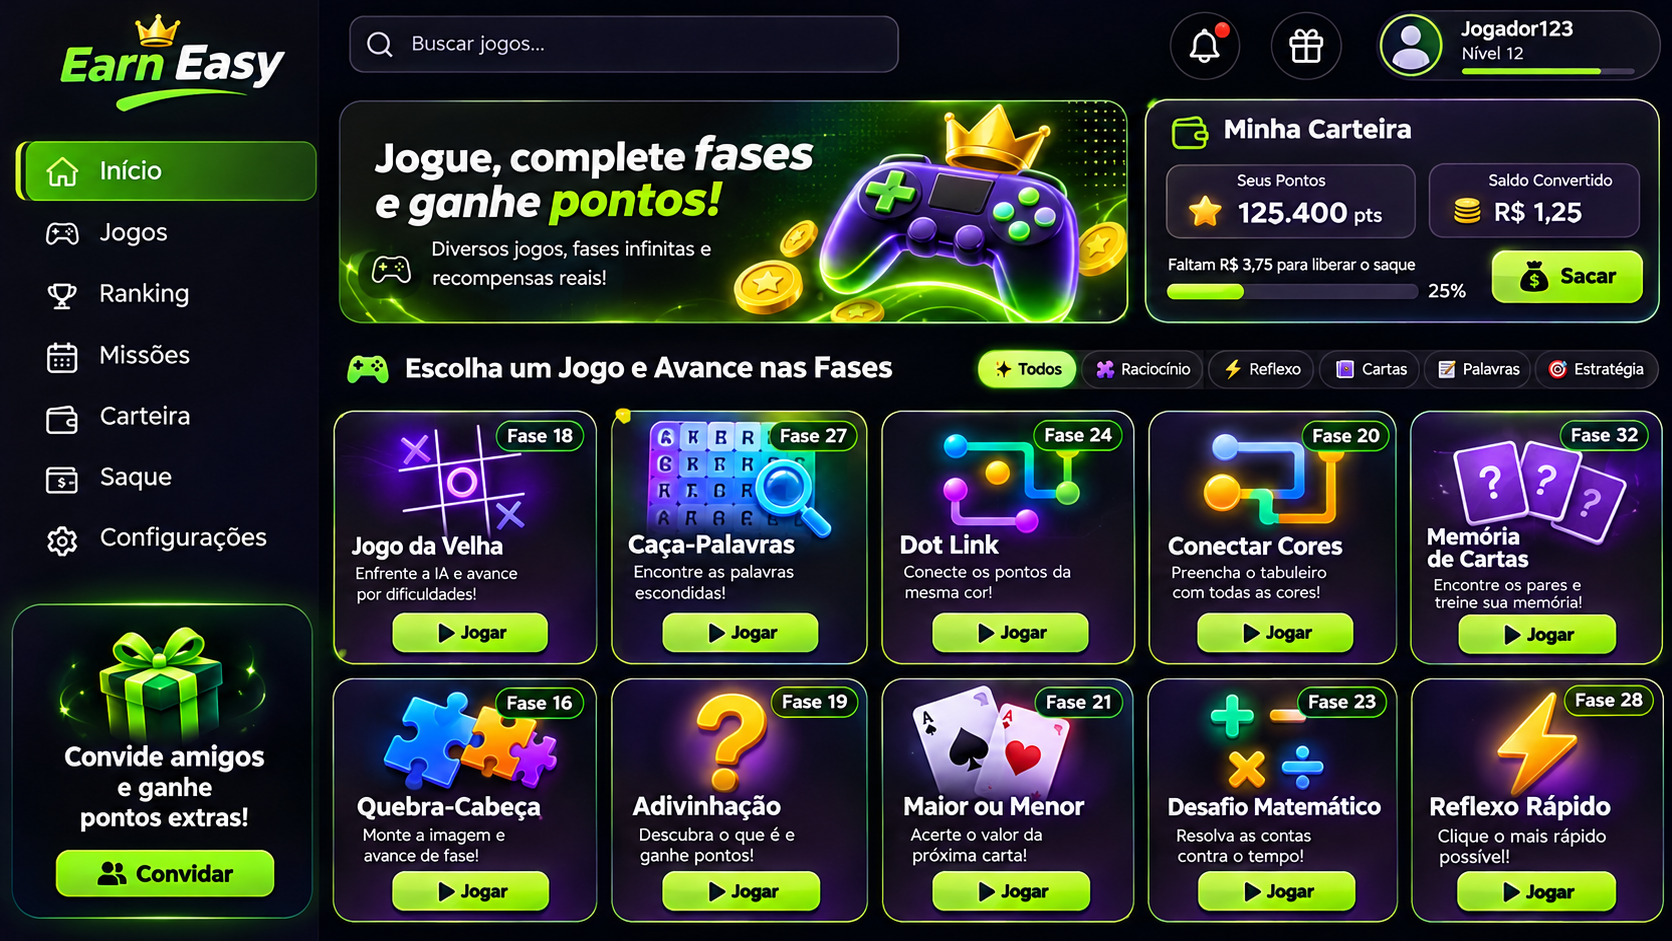 Earn Easy
Início
Jogos
Ranking
Missões
Carteira
Saque
Configurações
Convide amigos
e ganhe
pontos extras!
Convidar
Buscar jogos...
Jogador123
Nível 12
Jogue, complete fases
e ganhe pontos!
Diversos jogos, fases infinitas e
recompensas reais!
Minha Carteira
Seus Pontos
125.400 pts
Saldo Convertido
R$ 1,25
Faltam R$ 3,75 para liberar o saque
25%
Sacar
Escolha um Jogo e Avance nas Fases
Todos
Raciocínio
Reflexo
Cartas
Palavras
Estratégia
Fase 18
Jogo da Velha
Enfrente a IA e avance
por dificuldades!
Jogar
Fase 27
Caça-Palavras
Encontre as palavras
escondidas!
Jogar
Fase 24
Dot Link
Conecte os pontos da
mesma cor!
Jogar
Fase 20
Conectar Cores
Preencha o tabuleiro
com todas as cores!
Jogar
Fase 32
? ? ?
Memória
de Cartas
Encontre os pares e
treine sua memória!
Jogar
Fase 16
Quebra-Cabeça
Monte a imagem e
avance de fase!
Jogar
Fase 19
?
Adivinhação
Descubra o que é e
ganhe pontos!
Jogar
Fase 21
A A
Maior ou Menor
Acerte o valor da
próxima carta!
Jogar
Fase 23
Desafio Matemático
Resolva as contas
contra o tempo!
Jogar
Fase 28
Reflexo Rápido
Clique o mais rápido
possível!
Jogar